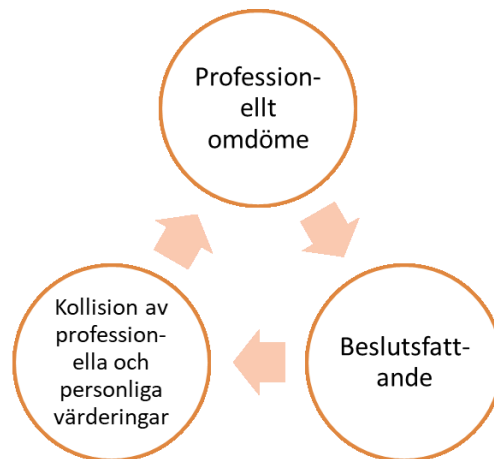 Profession-
ellt
omdöme
Kollision av
profession-
ella och
personliga
värderingar
Beslutsfatt-
ande